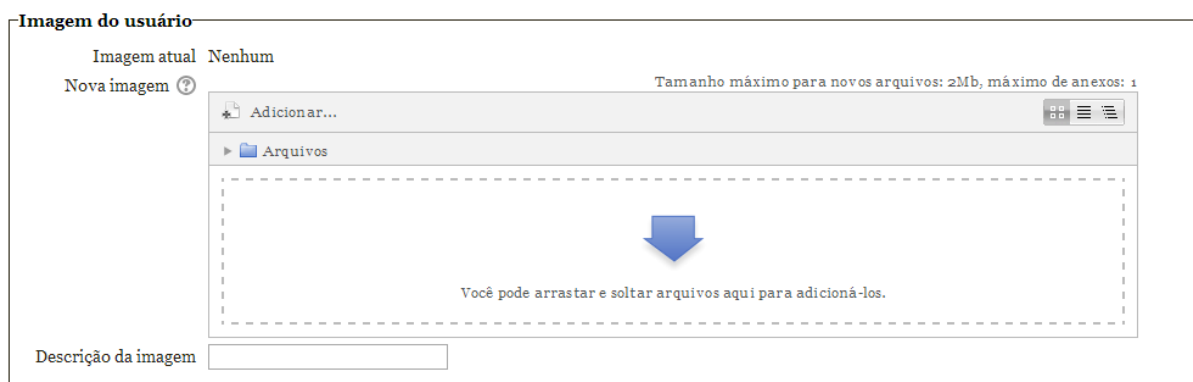 Imagem do usuário
Imagem atual Nenhum
Nova imagem ?
Tamanho máximo para novos arquivos: 2Mb, máximo de anexos: 1
Adicionar...
Arquivos
Você pode arrastar e soltar arquivos aqui para adicioná-los.
Descrição da imagem